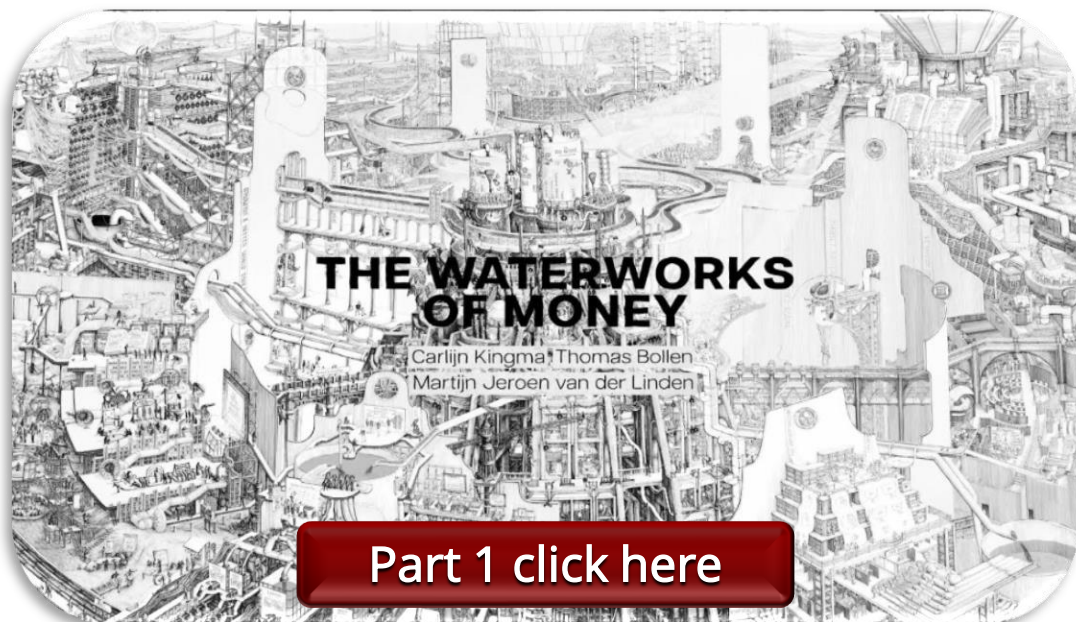 THE WATERWORKS
OF MONEY
Carlijn Kingma, Thomas Bollen
Martijn Jeroen van der Linden
Part 1 click here